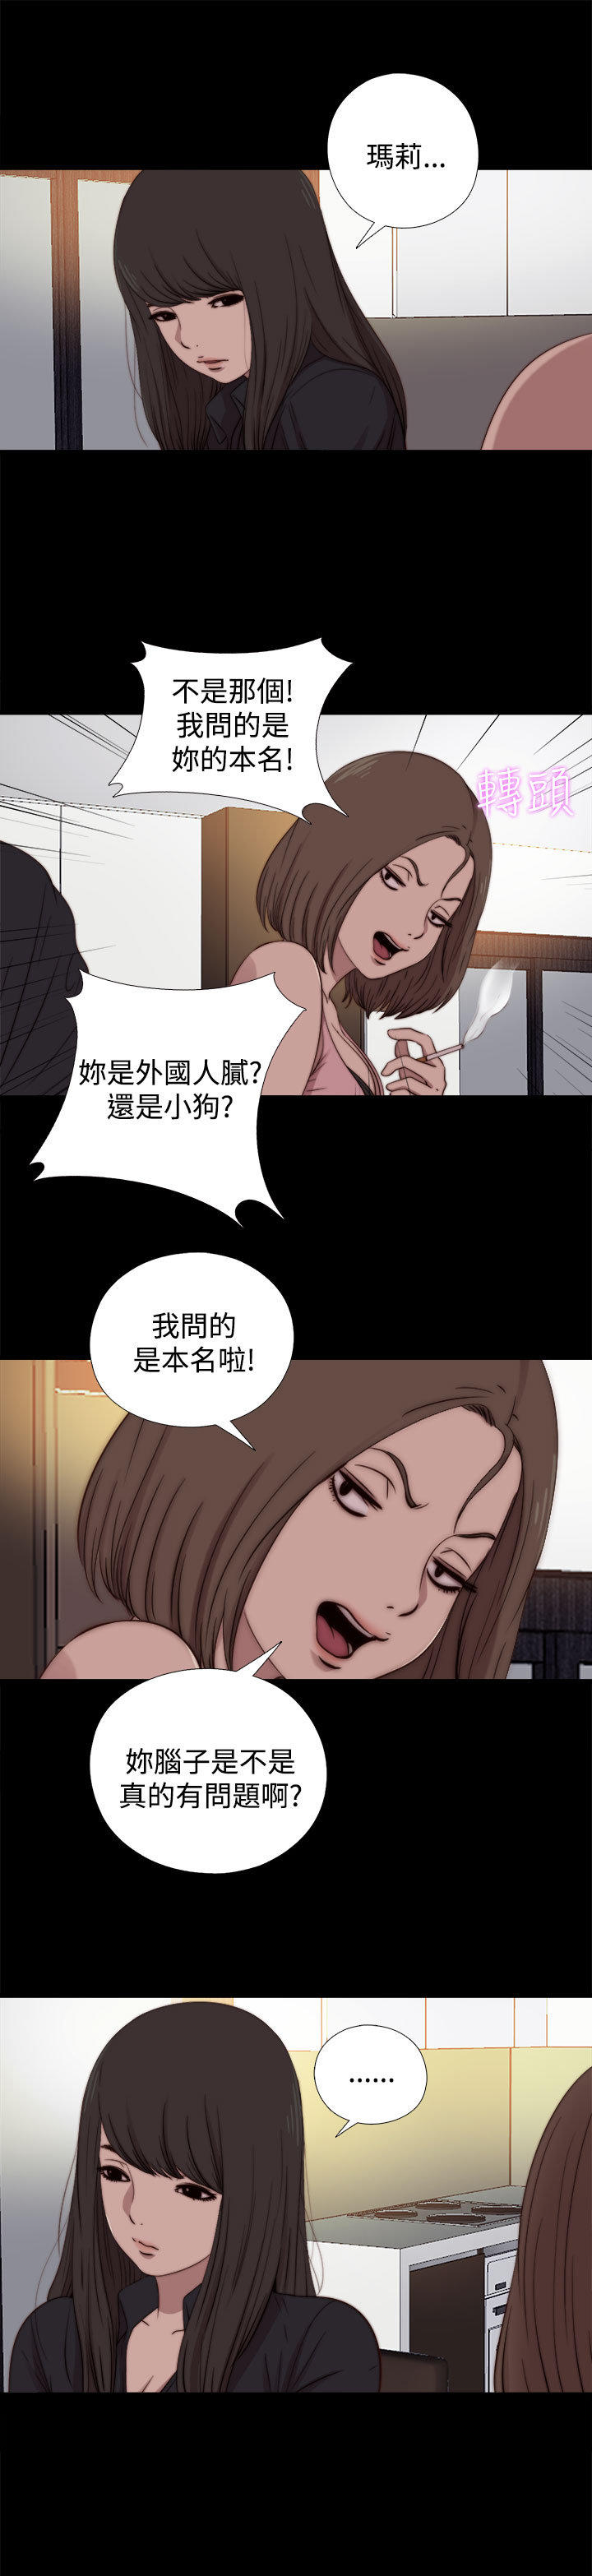 瑪莉...
不是那個!
我問的是
妳的本名!
轉頭
妳是外國人膩?
還是小狗?
我問的
是本名啦!
妳腦子是不是
真的有問題啊?
......